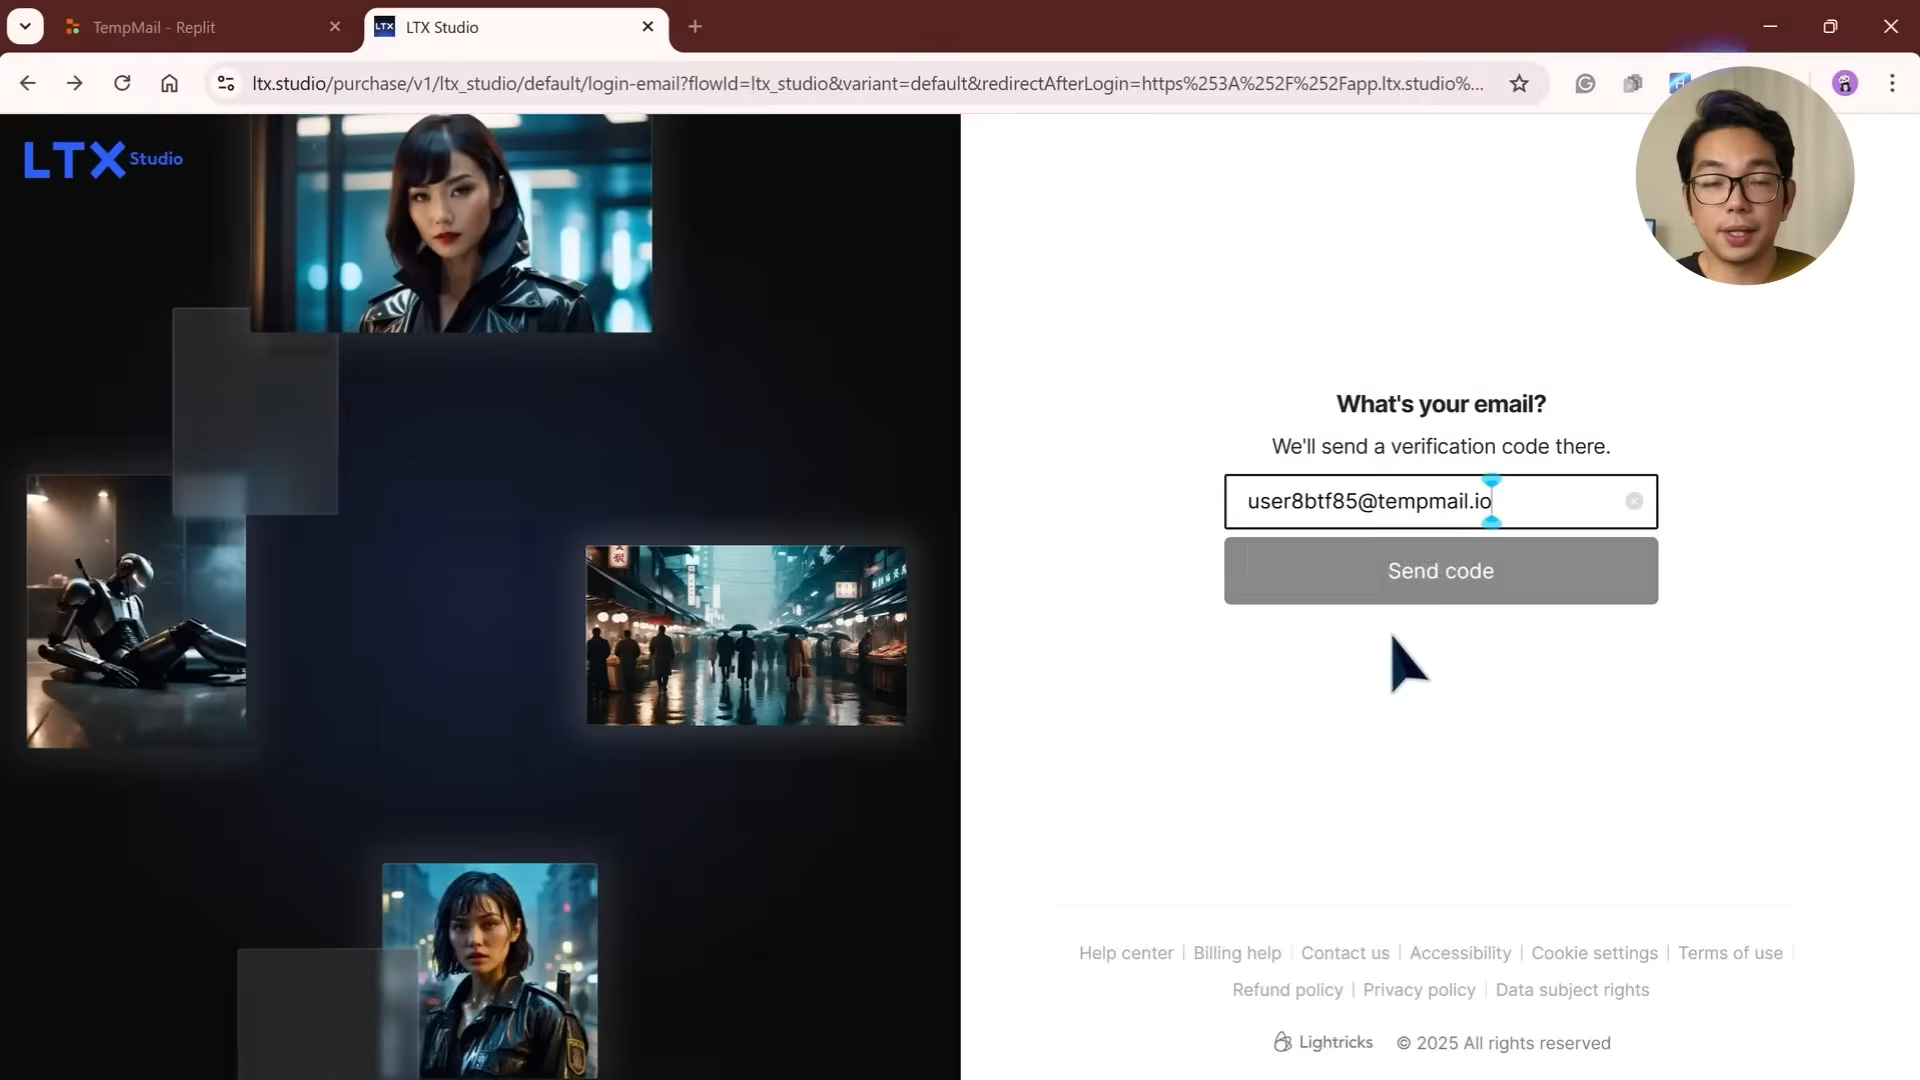 TempMail - Replit
LTX
LTX Studio
ltx.studio/purchase/v1/ltx_studio/default/login-email?flowId=ltx_studio&variant=default&redirectAfterLogin=https%253A%252F%252Fapp.ltx.studio%...
LTX Studio
What's your email?
We'll send a verification code there.
user8btf85@tempmail.io
Send code
Help center | Billing help | Contact us | Accessibility | Cookie settings | Terms of use |
Refund policy | Privacy policy | Data subject rights
Lightricks © 2025 All rights reserved